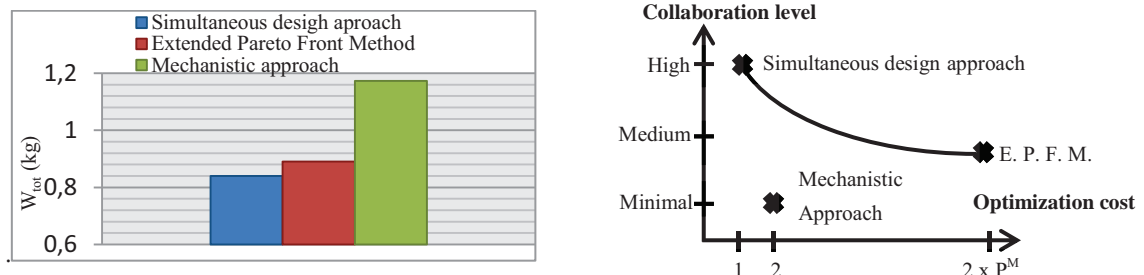 Simultaneous desigh aproach
Extended Pareto Front Method
Mechanistic approach
1,2
1
0,8
0,6
W_tot (kg)
.
Collaboration level
High
Simultaneous design approach
Medium
E. P. F. M.
Mechanistic
Approach
Minimal
Optimization cost
1
2
2 x P^M